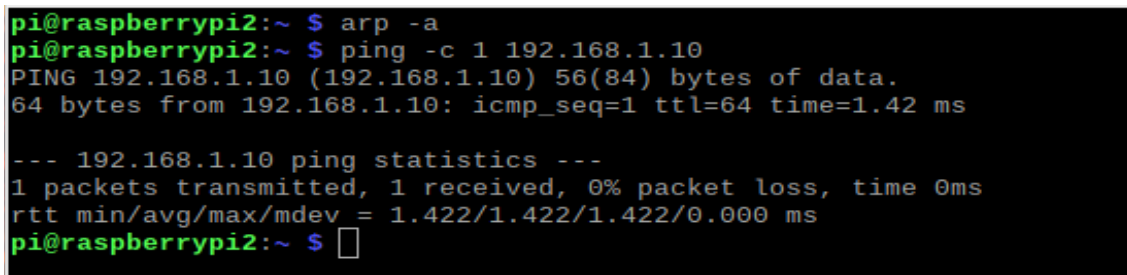 pi@raspberrypi2:~ $ arp -a
pi@raspberrypi2:~ $ ping -c 1 192.168.1.10
PING 192.168.1.10 (192.168.1.10) 56(84) bytes of data.
64 bytes from 192.168.1.10: icmp_seq=1 ttl=64 time=1.42 ms

--- 192.168.1.10 ping statistics ---
1 packets transmitted, 1 received, 0% packet loss, time 0ms
rtt min/avg/max/mdev = 1.422/1.422/1.422/0.000 ms
pi@raspberrypi2:~ $